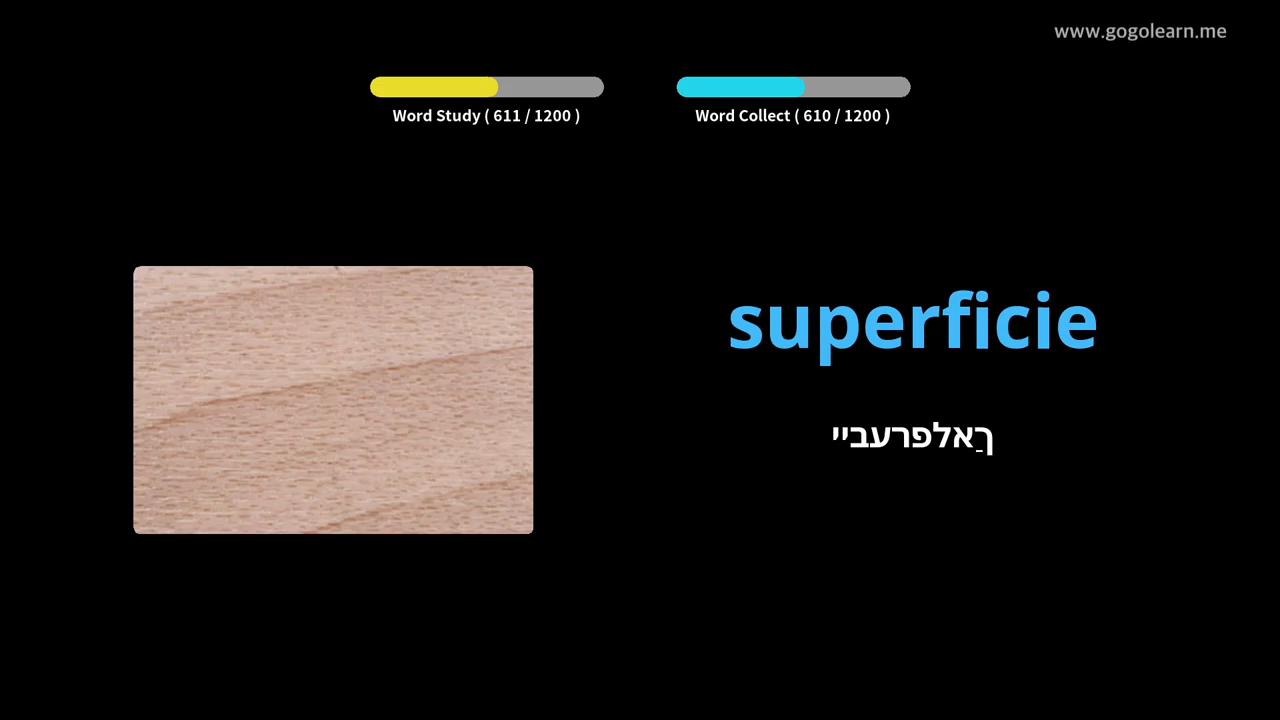 www.gogolearn.me
Word Study ( 611 / 1200 )
Word Collect ( 610 / 1200 )
superficie
ךַאלפרעביי